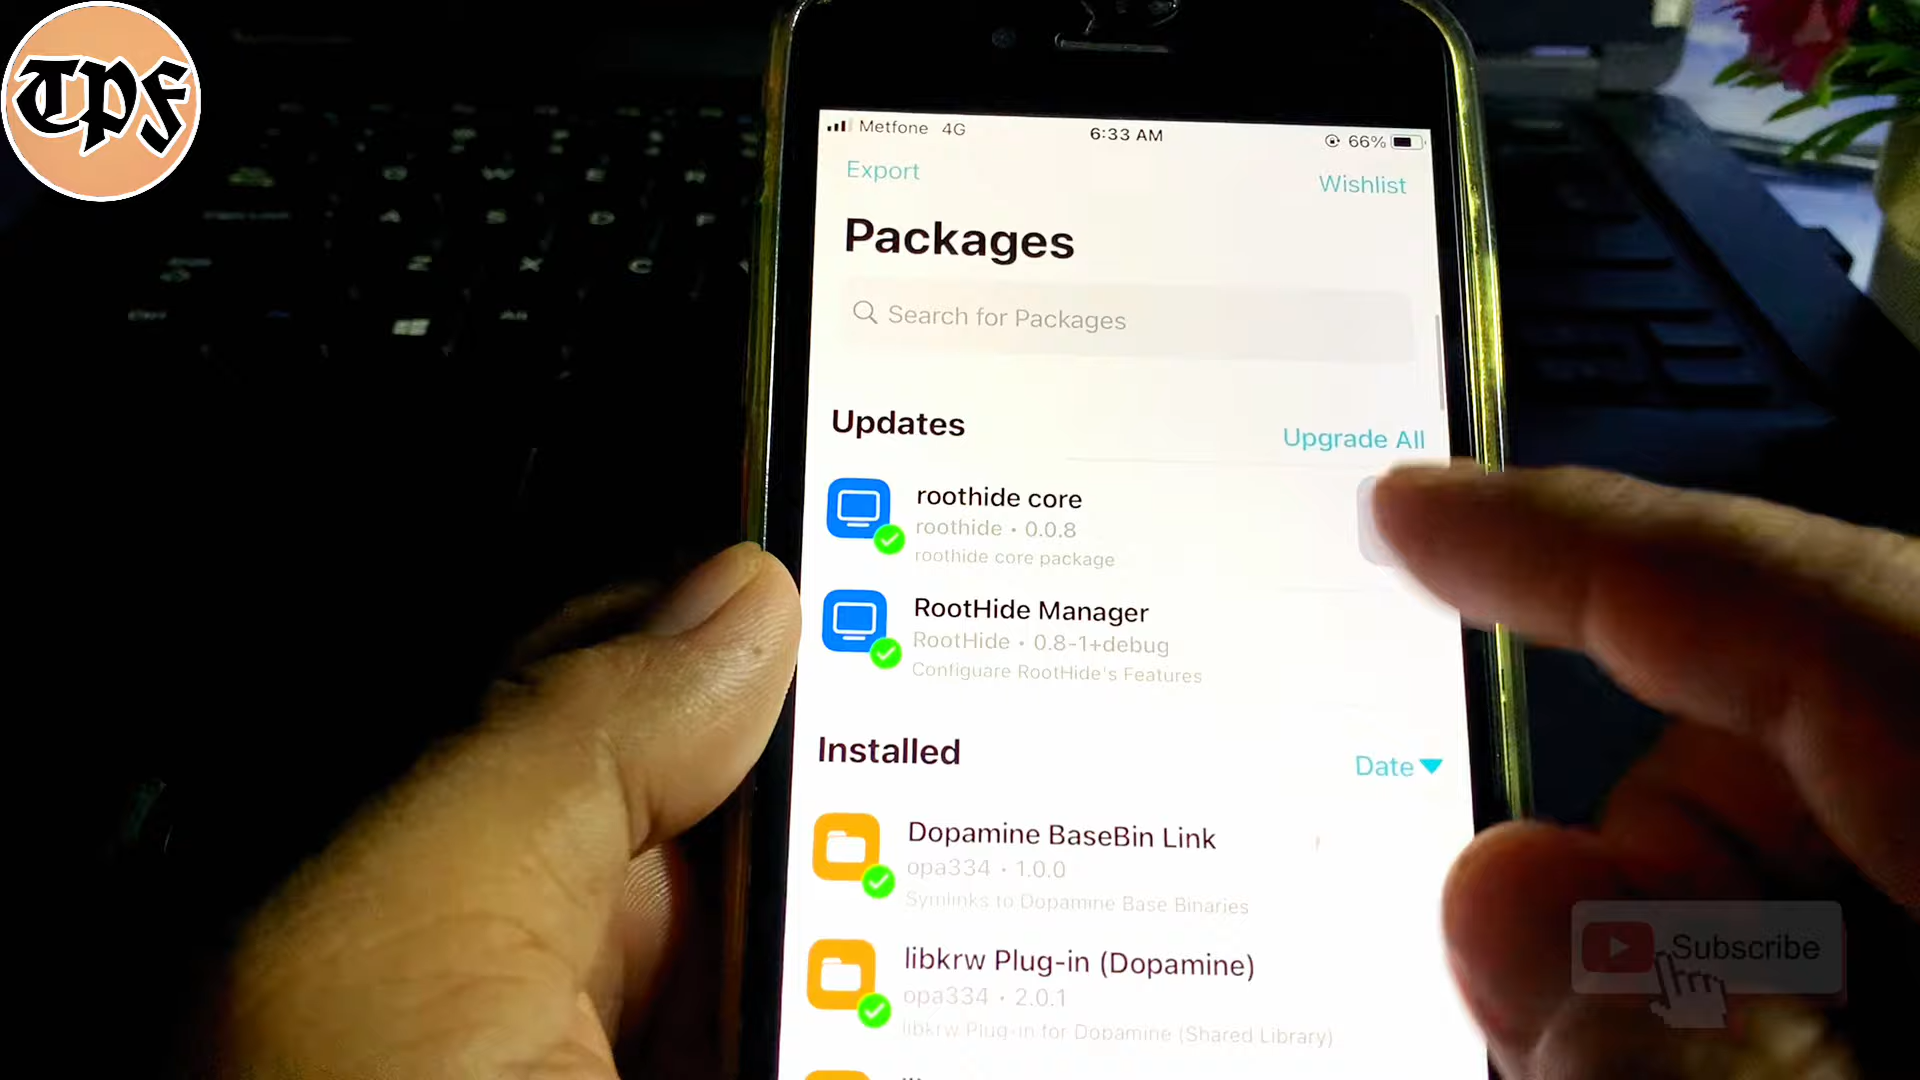 TPF
Metfone 4G
6:33 AM
66%
Export
Wishlist
Packages
Search for Packages
Updates
Upgrade All
roothide core
roothide • 0.0.8
roothide core package
RootHide Manager
RootHide • 0.8-1+debug
Configuare RootHide's Features
Installed
Date
Dopamine BaseBin Link
opa334 • 1.0.0
Symlinks to Dopamine Base Binaries
libkrw Plug-in (Dopamine)
opa334 • 2.0.1
libkrw Plug-in for Dopamine (Shared Library)
Subscribe
Q
W
E
R
A
S
D
F
Z
X
C
Ctrl
Alt